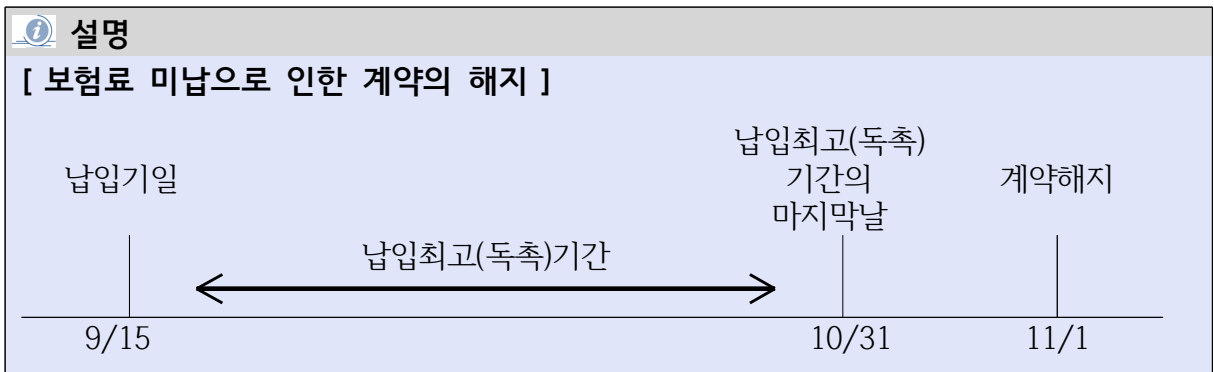 설명
[ 보험료 미납으로 인한 계약의 해지 ]
납입기일
납입최고(독촉)
기간의
마지막날
계약해지
납입최고(독촉)기간
9/15
10/31
11/1